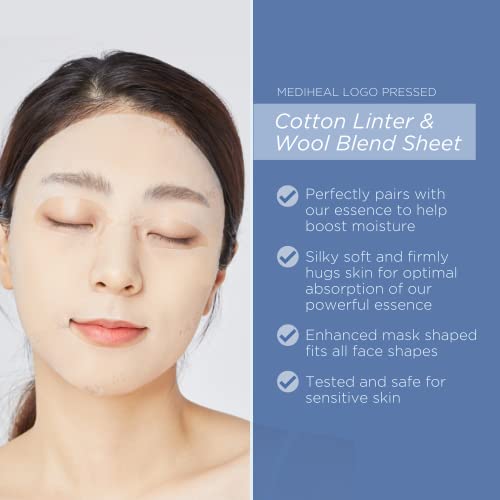 MEDIHEAL LOGO PRESSED
Cotton Linter &
Wool Blend Sheet
Perfectly pairs with
our essence to help
boost moisture
Silky soft and firmly
hugs skin for optimal
absorption of our
powerful essence
Enhanced mask shaped
fits all face shapes
Tested and safe for
sensitive skin